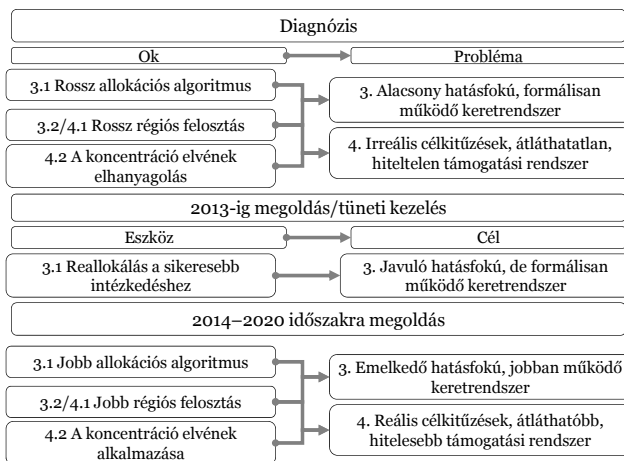 Diagnózis
Ok
Probléma
3.1 Rossz allokációs algoritmus
3.2/4.1 Rossz régiós felosztás
4.2 A koncentráció elvének
elhanyagolás
3. Alacsony hatásfokú, formálisan
működő keretrendszer
4. Irreális célkitűzések, átláthatatlan,
hiteltelen támogatási rendszer
2013-ig megoldás/tüneti kezelés
Eszköz
Cél
3.1 Reallokálás a sikeresebb
intézkedéshez
3. Javuló hatásfokú, de formálisan
működő keretrendszer
2014–2020 időszakra megoldás
3.1 Jobb allokációs algoritmus
3.2/4.1 Jobb régiós felosztás
4.2 A koncentráció elvének
alkalmazása
3. Emelkedő hatásfokú, jobban működő
keretrendszer
4. Reális célkitűzések, átláthatóbb,
hitelesebb támogatási rendszer